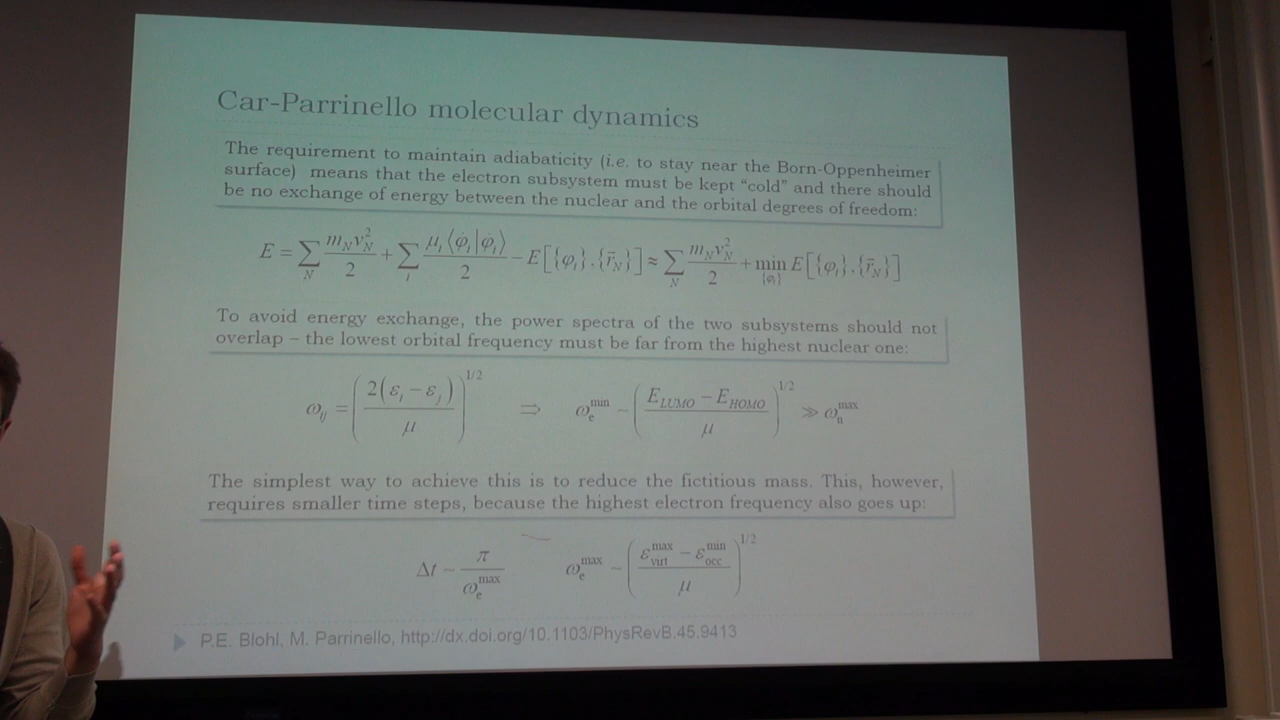 Car-Parrinello molecular dynamics
The requirement to maintain adiabaticity (i.e. to stay near the Born-Oppenheimer
surface) means that the electron subsystem must be kept “cold” and there should
be no exchange of energy between the nuclear and the orbital degrees of freedom:
E = ∑_N m_N v_N^2 / 2 + ∑_i μ_i ⟨φ̇_i|φ̇_i⟩ / 2 − E[{φ_i},{r⃗_N}] ≈ ∑_N m_N v_N^2 / 2 + min_{φ_i} E[{φ_i},{r⃗_N}]
To avoid energy exchange, the power spectra of the two subsystems should not
overlap – the lowest orbital frequency must be far from the highest nuclear one:
ω_ij = (2(ε_i − ε_j) / μ)^1/2 ⇒ ω_e^min ~ (E_LUMO − E_HOMO / μ)^1/2 ≫ ω_n^max
The simplest way to achieve this is to reduce the fictitious mass. This, however,
requires smaller time steps, because the highest electron frequency also goes up:
Δt ~ π / ω_e^max ω_e^max ~ (ε_virt^max − ε_occ^min / μ)^1/2
P.E. Blohl, M. Parrinello, http://dx.doi.org/10.1103/PhysRevB.45.9413